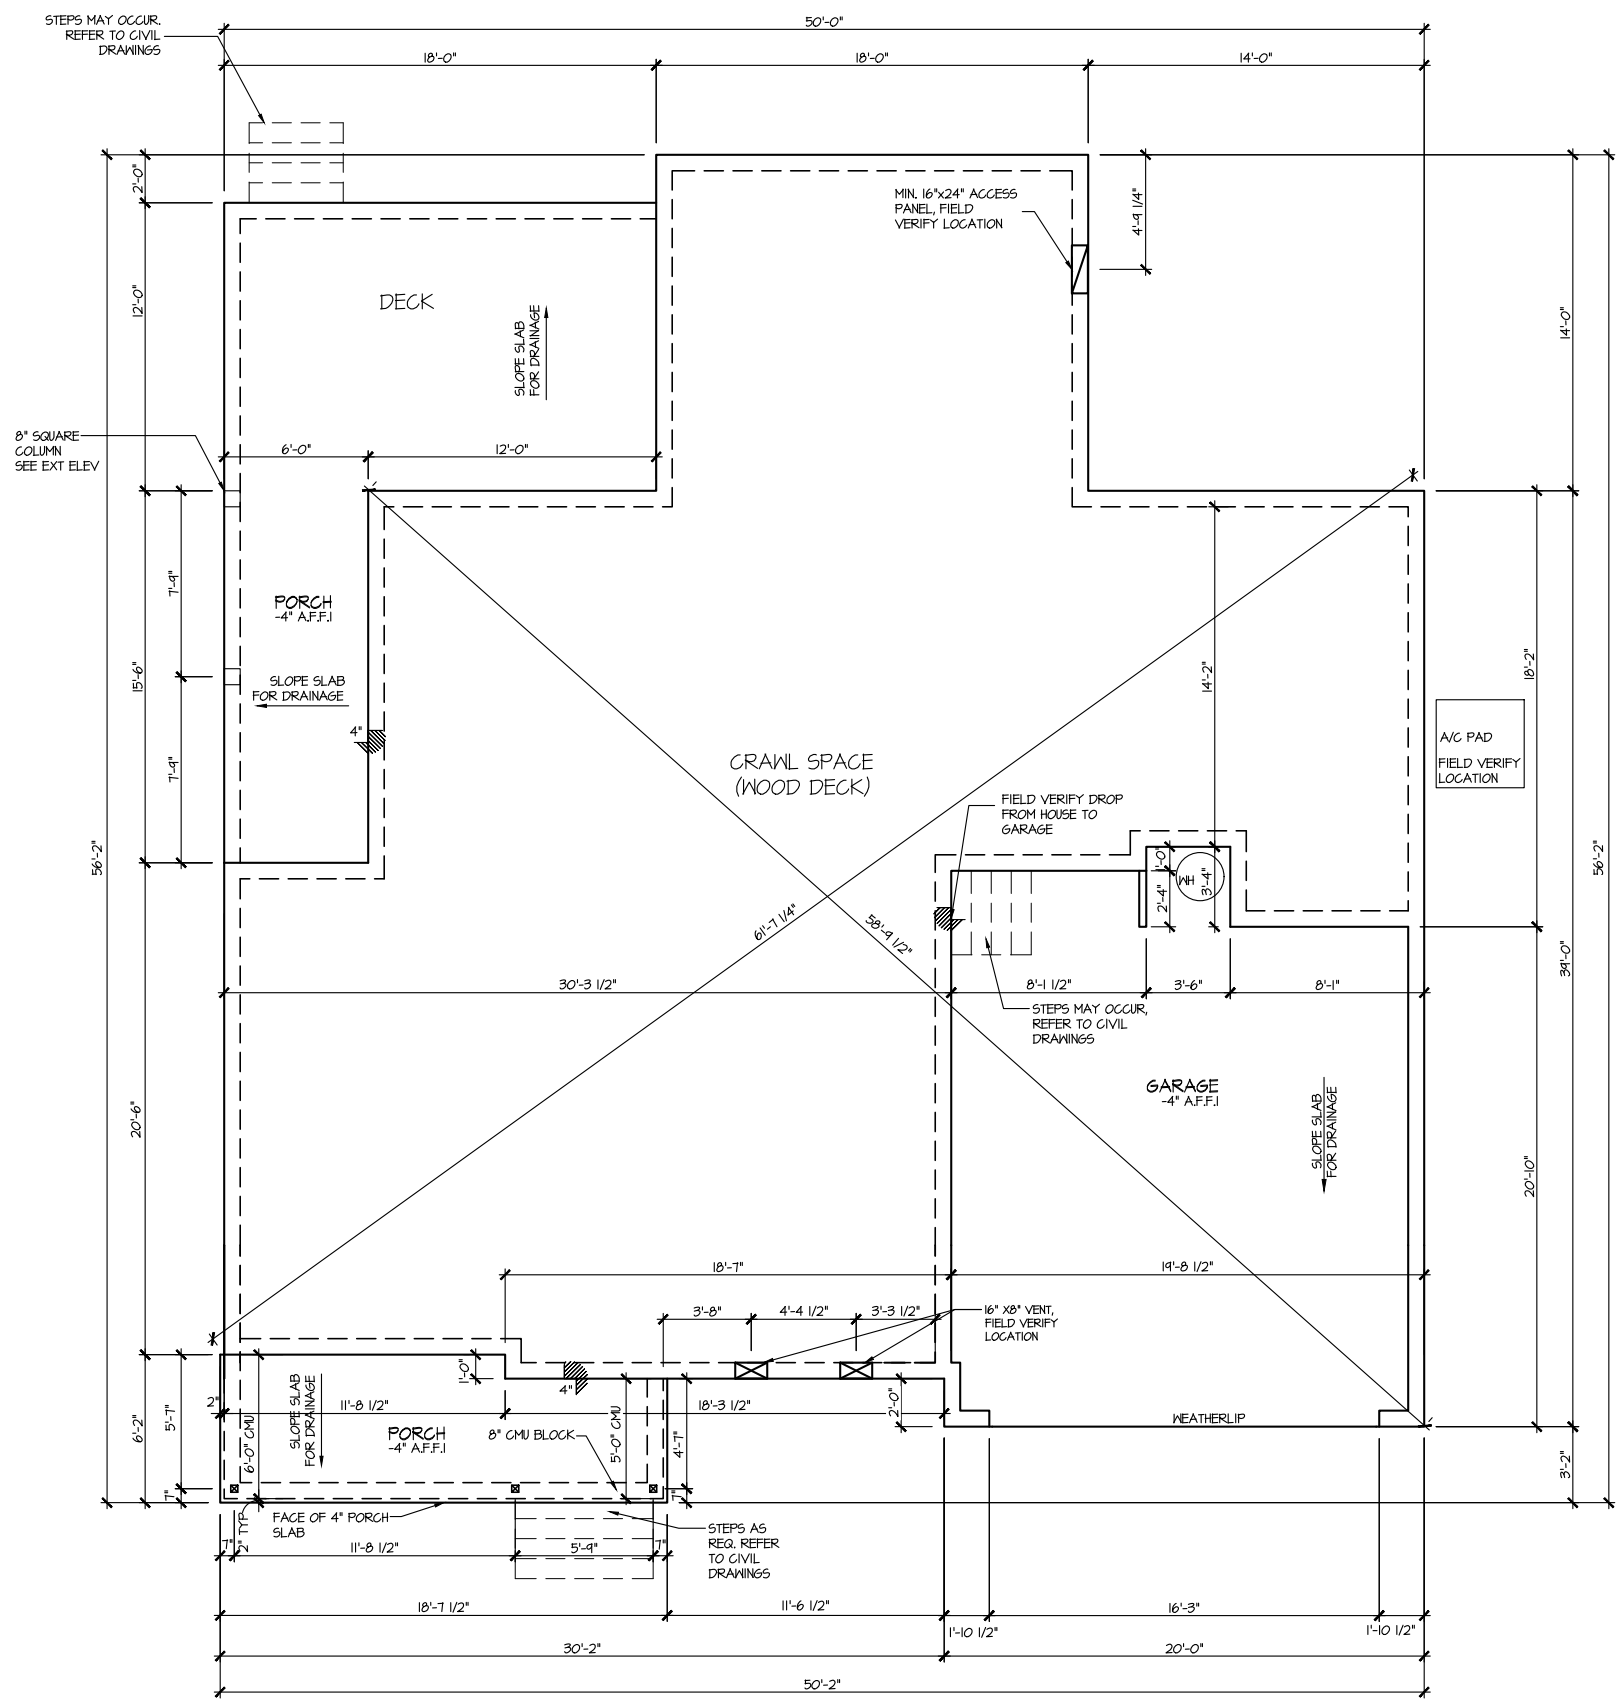 STEPS MAY OCCUR.
REFER TO CIVIL
DRAWINGS
50'-0"
18'-0"
18'-0"
14'-0"
2'-0"
12'-0"
MIN. 16"x24" ACCESS
PANEL, FIELD
VERIFY LOCATION
4'-9 1/4"
DECK
SLOPE SLAB
FOR DRAINAGE
14'-0"
8" SQUARE
COLUMN
SEE EXT ELEV
6'-0"
12'-0"
7'-9"
PORCH
-4" A.F.F.I
15'-6"
SLOPE SLAB
FOR DRAINAGE
4"
7'-9"
14'-2"
18'-2"
A/C PAD
FIELD VERIFY
LOCATION
CRAWL SPACE
(WOOD DECK)
FIELD VERIFY DROP
FROM HOUSE TO
GARAGE
56'-2"
56'-2"
1'-0"
2'-4"
WH
3'-4"
61'-7 1/4"
58'-9 1/2"
39'-0"
30'-3 1/2"
8'-1 1/2"
3'-6"
8'-1"
STEPS MAY OCCUR,
REFER TO CIVIL
DRAWINGS
GARAGE
-4" A.F.F.I
SLOPE SLAB
FOR DRAINAGE
20'-6"
20'-10"
18'-7"
19'-8 1/2"
3'-8"
4'-4 1/2"
3'-3 1/2"
16" X8" VENT,
FIELD VERIFY
LOCATION
1'-0"
4"
2"
11'-8 1/2"
18'-3 1/2"
2'-0"
WEATHERLIP
6'-2"
5'-7"
6'-0" CMU
SLOPE SLAB
FOR DRAINAGE
PORCH
-4" A.F.F.I
8" CMU BLOCK
5'-0" CMU
4'-7"
3'-2"
7"
7"
FACE OF 4" PORCH
SLAB
2" TYP
7"
11'-8 1/2"
5'-9"
7"
STEPS AS
REQ. REFER
TO CIVIL
DRAWINGS
18'-7 1/2"
11'-6 1/2"
1'-10 1/2"
16'-3"
1'-10 1/2"
30'-2"
20'-0"
50'-2"